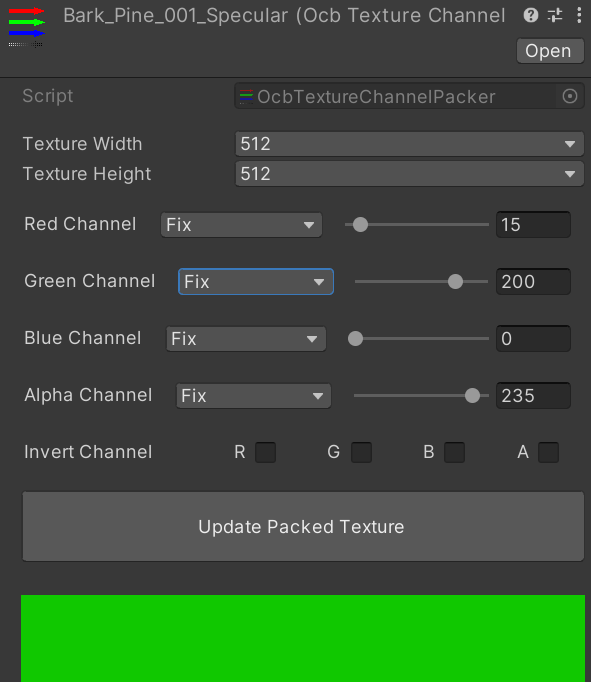 Bark_Pine_001_Specular (Ocb Texture Channel
Open
Script OcbTextureChannelPacker
Texture Width 512
Texture Height 512
Red Channel Fix 15
Green Channel Fix 200
Blue Channel Fix 0
Alpha Channel Fix 235
Invert Channel R G B A
Update Packed Texture